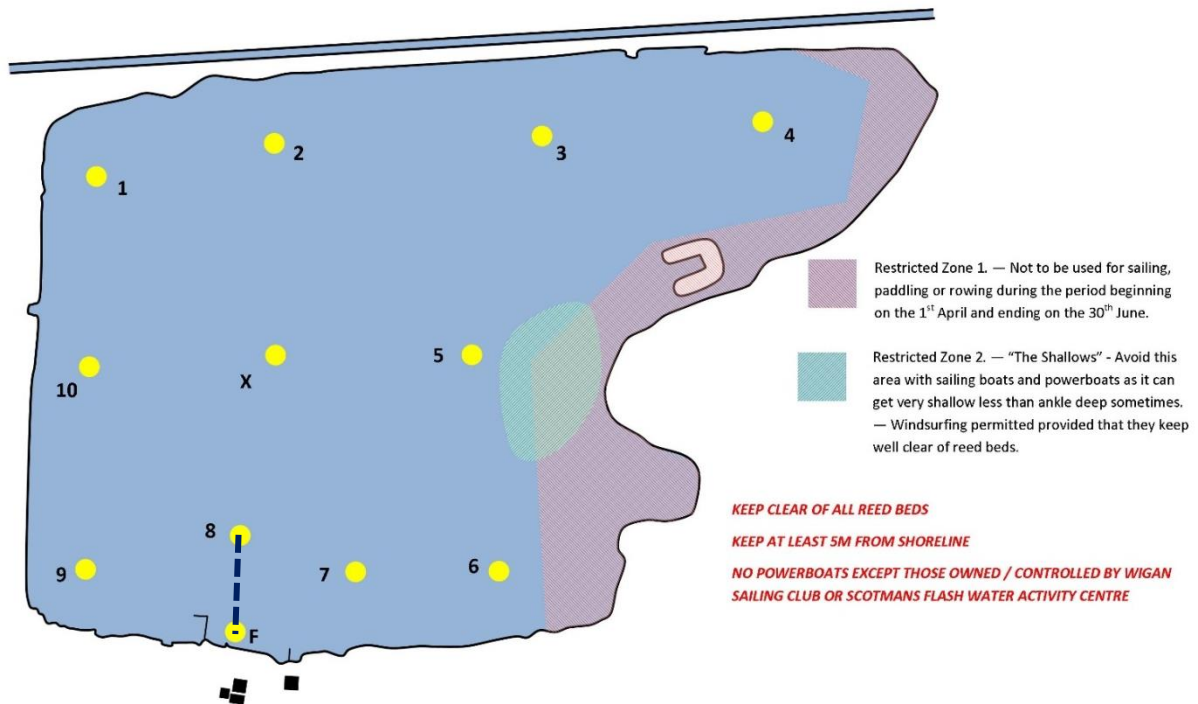 2
3
4
1
Restricted Zone 1. — Not to be used for sailing,
paddling or rowing during the period beginning
on the 1st April and ending on the 30th June.
5
X
10
Restricted Zone 2. — “The Shallows” - Avoid this
area with sailing boats and powerboats as it can
get very shallow less than ankle deep sometimes.
— Windsurfing permitted provided that they keep
well clear of reed beds.
KEEP CLEAR OF ALL REED BEDS
KEEP AT LEAST 5M FROM SHORELINE
NO POWERBOATS EXCEPT THOSE OWNED / CONTROLLED BY WIGAN
SAILING CLUB OR SCOTMANS FLASH WATER ACTIVITY CENTRE
8
9
7
6
F